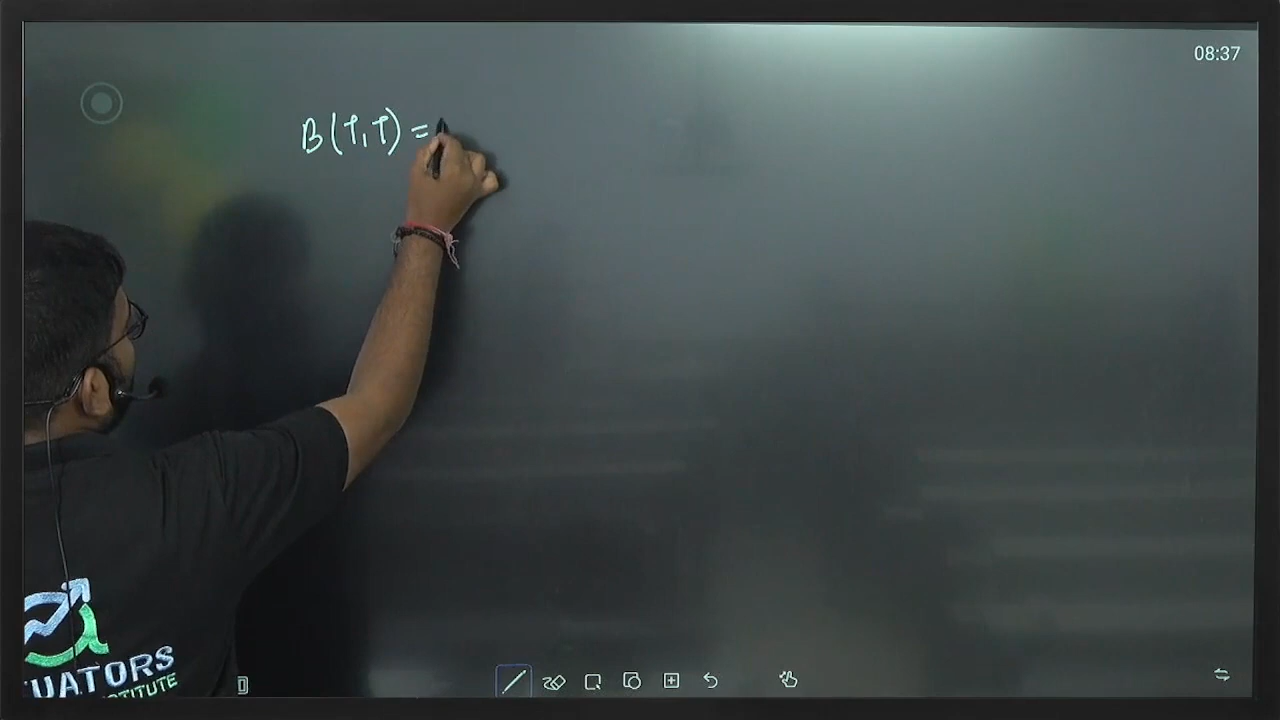 08:37
B(T,T) =
UATORS
TITUTE